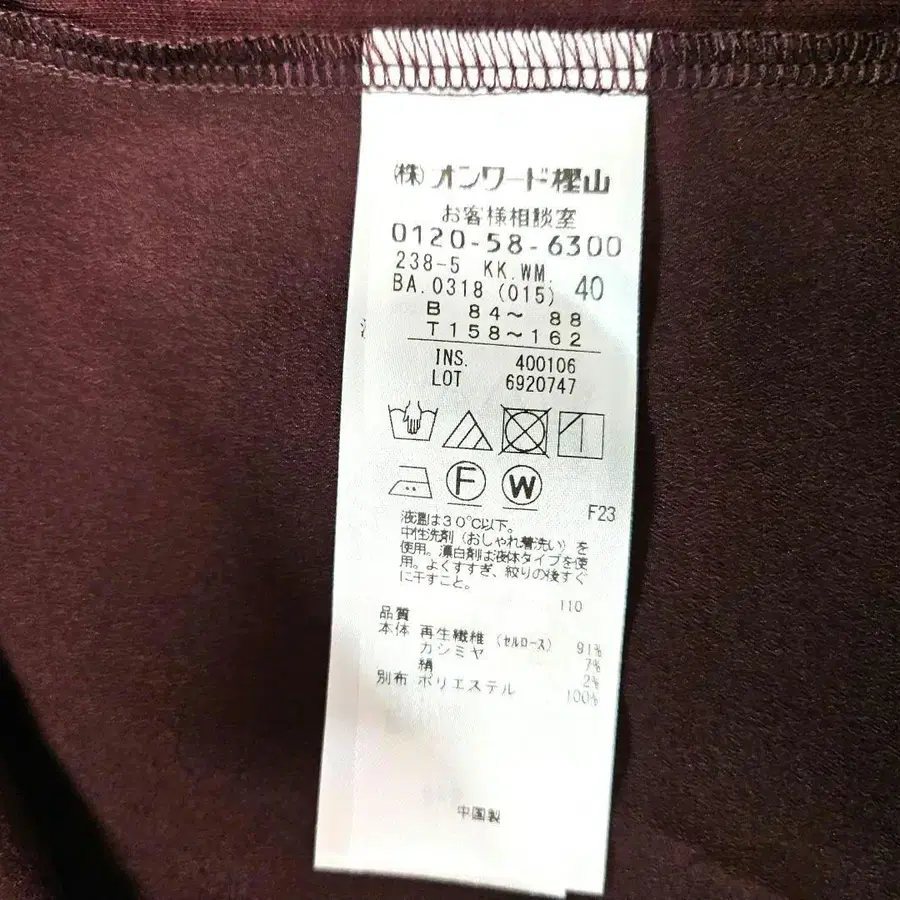 (株)オンワード樫山
お客様相談室
0120-58-6300
238-5 KK.WM.
BA.0318 (015) 40
B 84～ 88
T158～162
INS. 400106
LOT 6920747
F W
F23
液温は30℃以下。
中性洗剤（おしゃれ着洗い）を
使用。漂白剤は液体タイプを使
用。よくすすぎ、絞りの後すぐ
に干すこと。
110
品質
本体 再生繊維（セルロース） 91%
カシミヤ 7%
絹 2%
別布 ポリエステル 100%
中国製